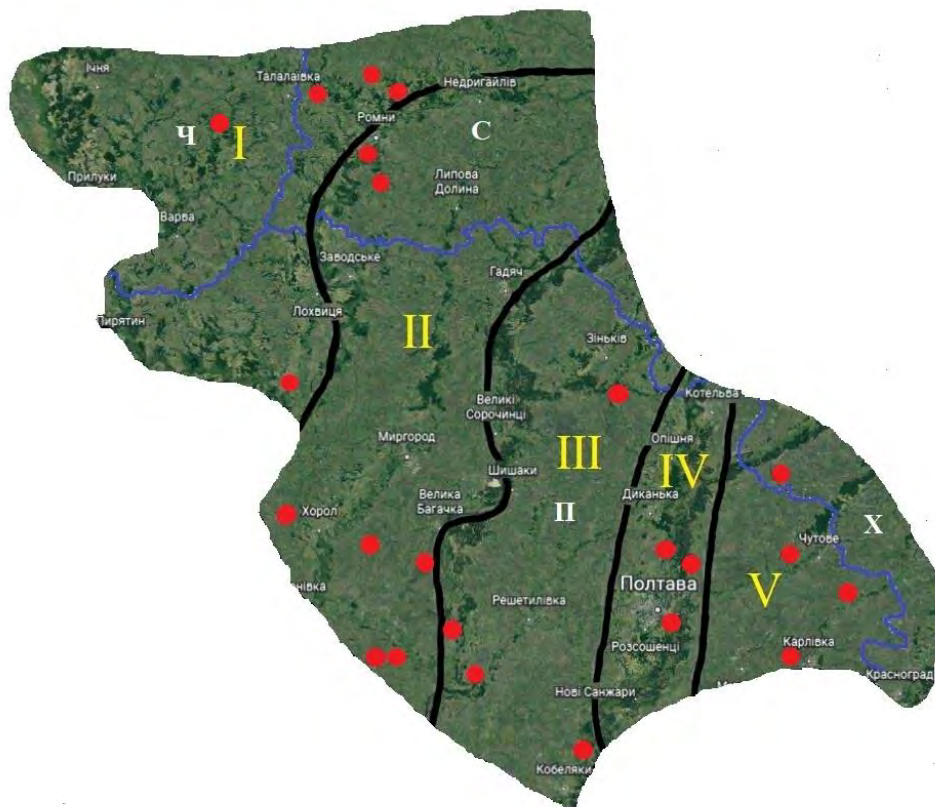 Ічня
Талалаївка
Недригайлів
Ромни
Ч
I
С
Прилуки
Липова
Долина
Варва
Заводське
Гадяч
Пирятин
Лохвиця
II
Зіньків
Котельва
Великі
Сорочинці
Миргород
III
Опішня
IV
Шишаки
Велика
Багачка
Диканька
П
Хорол
Х
Чутове
Полтава
V
Решетилівка
Розсошенці
Карлівка
Красноград
Нові Санжари
Кобеляки